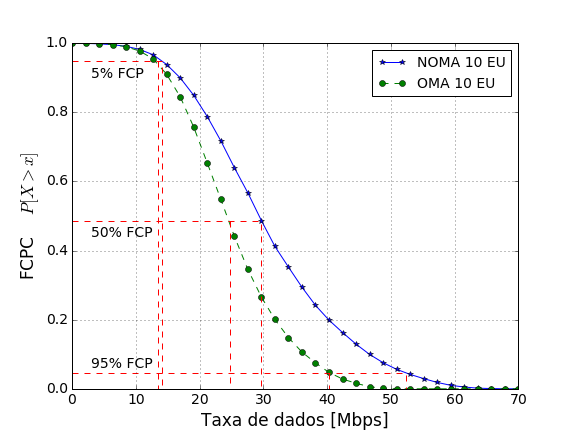 1.0
0.8
0.6
0.4
0.2
0.0
FCPC P[X > x]
5% FCP
50% FCP
95% FCP
NOMA 10 EU
OMA 10 EU
0 10 20 30 40 50 60 70
Taxa de dados [Mbps]